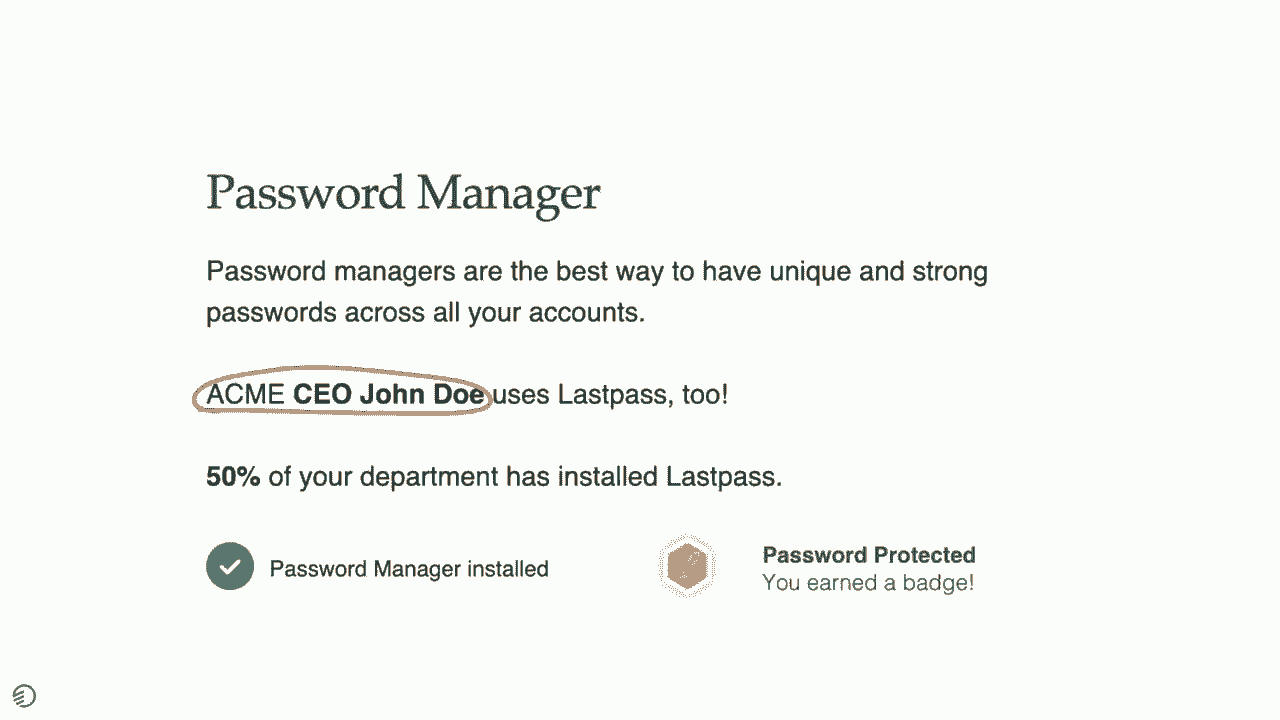 Password Manager
Password managers are the best way to have unique and strong
passwords across all your accounts.
ACME CEO John Doe uses Lastpass, too!
50% of your department has installed Lastpass.
Password Manager installed
Password Protected
You earned a badge!